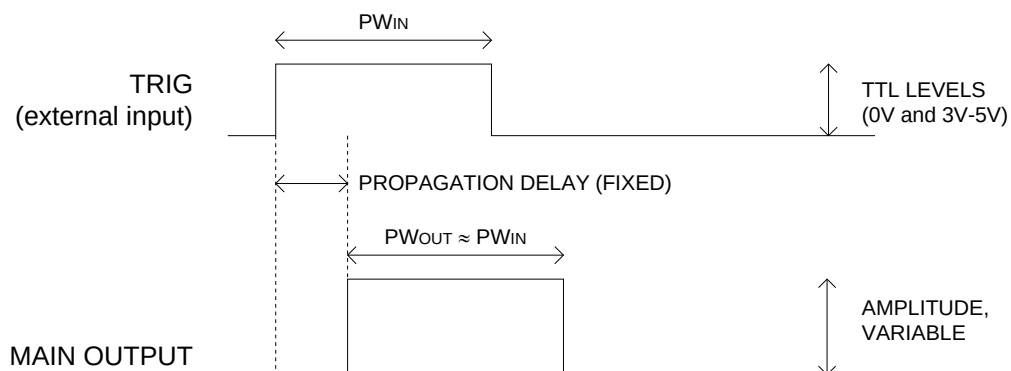 PWIN
TRIG
(external input)
TTL LEVELS
(0V and 3V-5V)
PROPAGATION DELAY (FIXED)
PWOUT ≈ PWIN
AMPLITUDE,
VARIABLE
MAIN OUTPUT